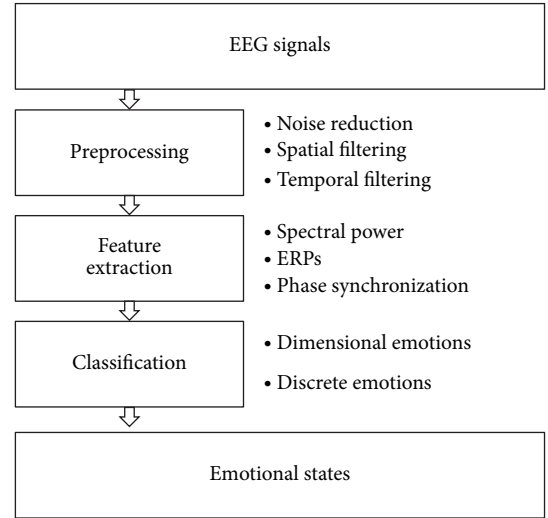 EEG signals
Preprocessing
• Noise reduction
• Spatial filtering
• Temporal filtering
Feature
extraction
• Spectral power
• ERPs
• Phase synchronization
Classification
• Dimensional emotions
• Discrete emotions
Emotional states